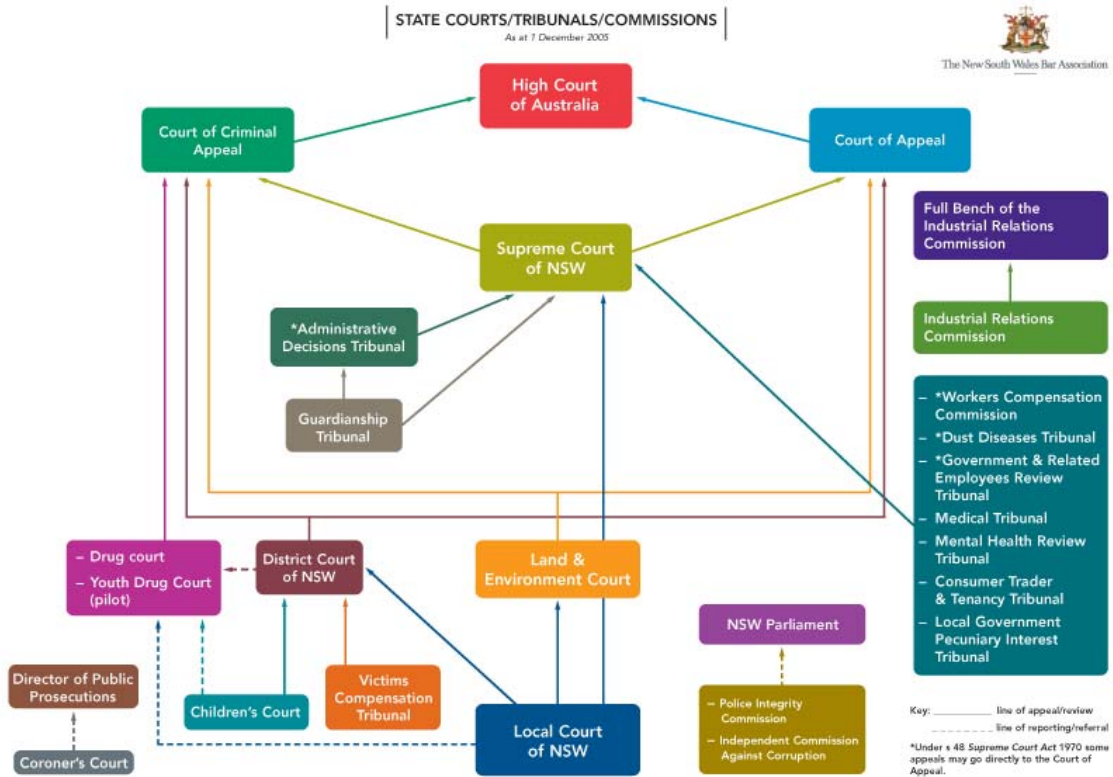 STATE COURTS/TRIBUNALS/COMMISSIONS
As at 1 December 2005
The New South Wales Bar Association
High Court
of Australia
Court of Criminal
Appeal
Court of Appeal
Full Bench of the
Industrial Relations
Commission
Supreme Court
of NSW
Industrial Relations
Commission
*Administrative
Decisions Tribunal
Guardianship
Tribunal
– *Workers Compensation
Commission
– *Dust Diseases Tribunal
– *Government & Related
Employees Review
Tribunal
– Medical Tribunal
– Mental Health Review
Tribunal
– Consumer Trader
& Tenancy Tribunal
– Local Government
Pecuniary Interest
Tribunal
– Drug court
– Youth Drug Court
(pilot)
District Court
of NSW
Land &
Environment Court
NSW Parliament
Director of Public
Prosecutions
Children's Court
Victims
Compensation
Tribunal
Local Court
of NSW
– Police Integrity
Commission
– Independent Commission
Against Corruption
Coroner's Court
Key: __________ line of appeal/review
__________ line of reporting/referral
*Under s 48 Supreme Court Act 1970 some
appeals may go directly to the Court of
Appeal.